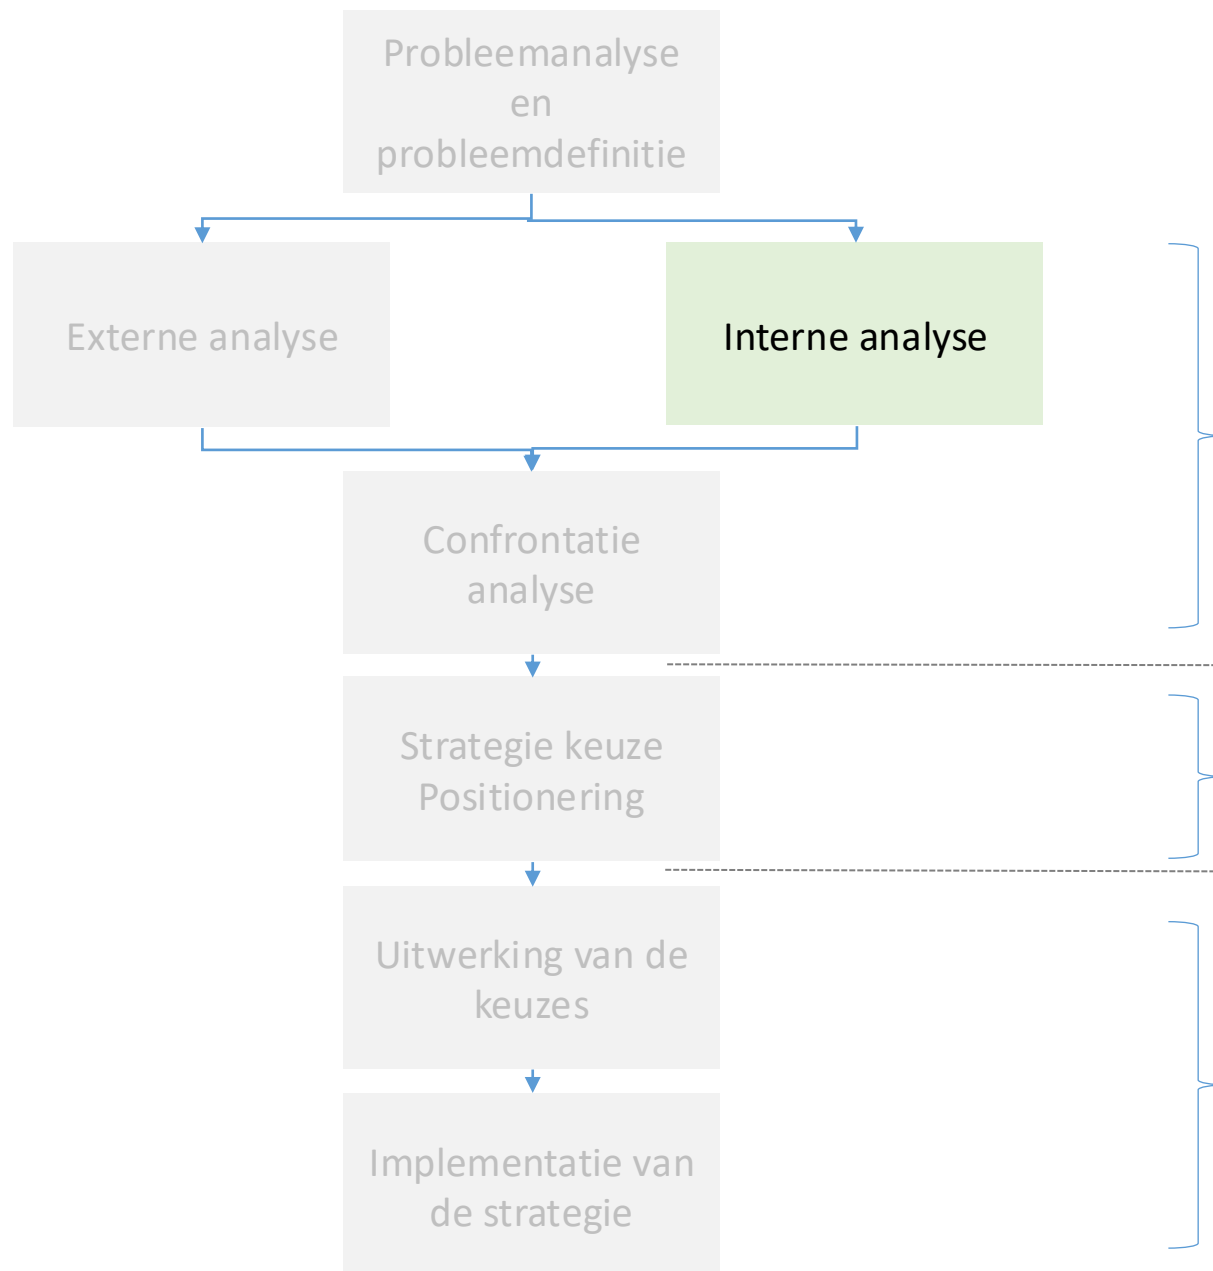 Probleemanalyse
en
probleemdefinitie
Externe analyse
Interne analyse
Confrontatie
analyse
Strategie keuze
Positionering
Uitwerking van de
keuzes
Implementatie van
de strategie